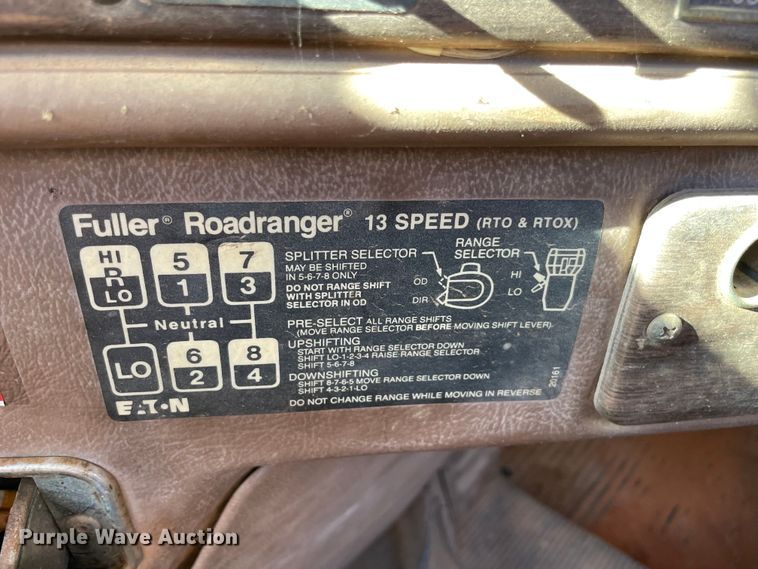 Fuller® Roadranger® 13 SPEED (RTO & RTOX)
HI
R
LO
5
1
7
3
Neutral
LO
6
2
8
4
SPLITTER SELECTOR
MAY BE SHIFTED
IN 5-6-7-8 ONLY
DO NOT RANGE SHIFT
WITH SPLITTER
SELECTOR IN OD
OD
DIR
RANGE
SELECTOR
HI
LO
PRE-SELECT ALL RANGE SHIFTS
(MOVE RANGE SELECTOR BEFORE MOVING SHIFT LEVER).
UPSHIFTING
START WITH RANGE SELECTOR DOWN
SHIFT LO-1-2-3-4 RAISE RANGE SELECTOR
SHIFT 5-6-7-8
DOWNSHIFTING
SHIFT 8-7-6-5 MOVE RANGE SELECTOR DOWN
SHIFT 4-3-2-1-LO
DO NOT CHANGE RANGE WHILE MOVING IN REVERSE
EATON
20161
Purple Wave Auction